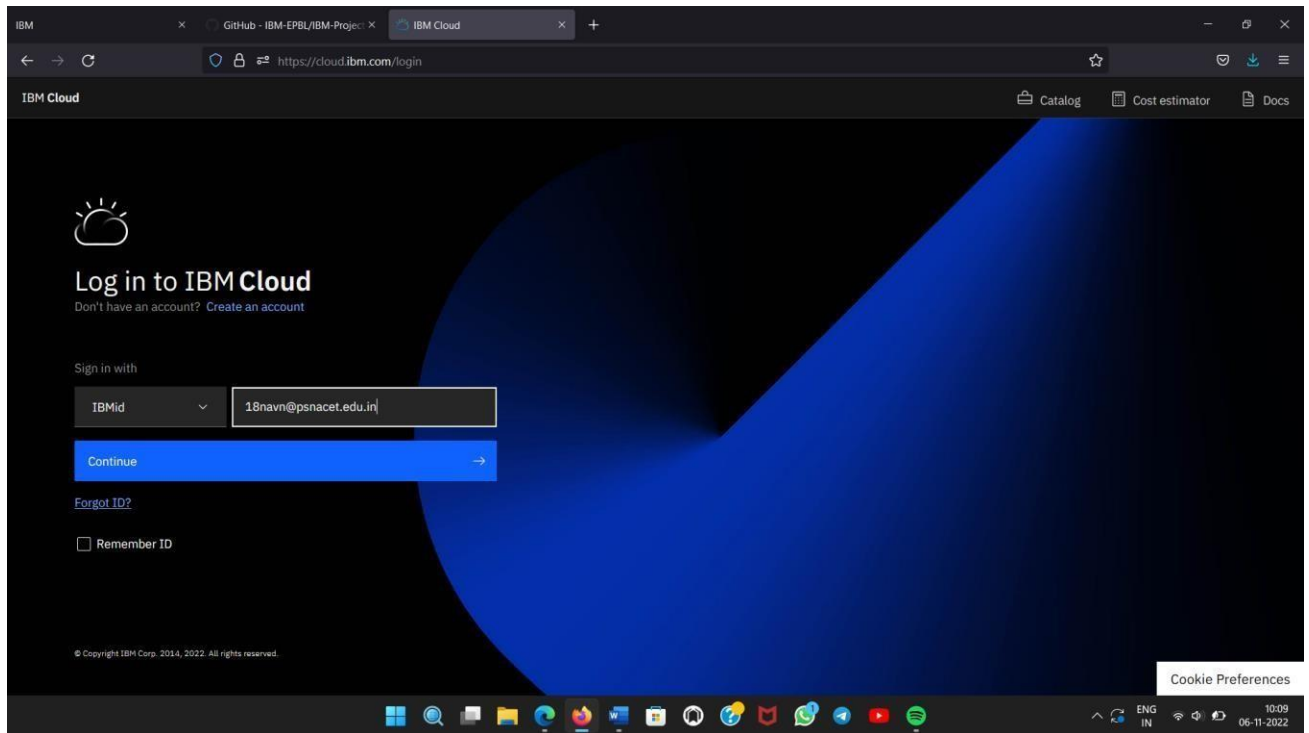 IBM
GitHub - IBM-EPBL/IBM-Project
IBM Cloud
https://cloud.ibm.com/login
IBM Cloud
Catalog
Cost estimator
Docs
Log in to IBM Cloud
Don't have an account? Create an account
Sign in with
IBMid
18navn@psnacet.edu.in
Continue
Forgot ID?
Remember ID
© Copyright IBM Corp. 2014, 2022. All rights reserved.
Cookie Preferences
ENG
IN
10:09
06-11-2022